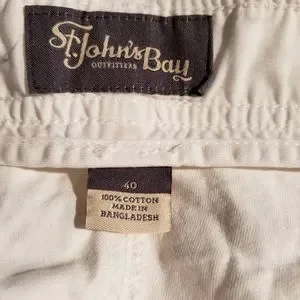 St. John's Bay
OUTFITTERS
40
100% COTTON
MADE IN
BANGLADESH